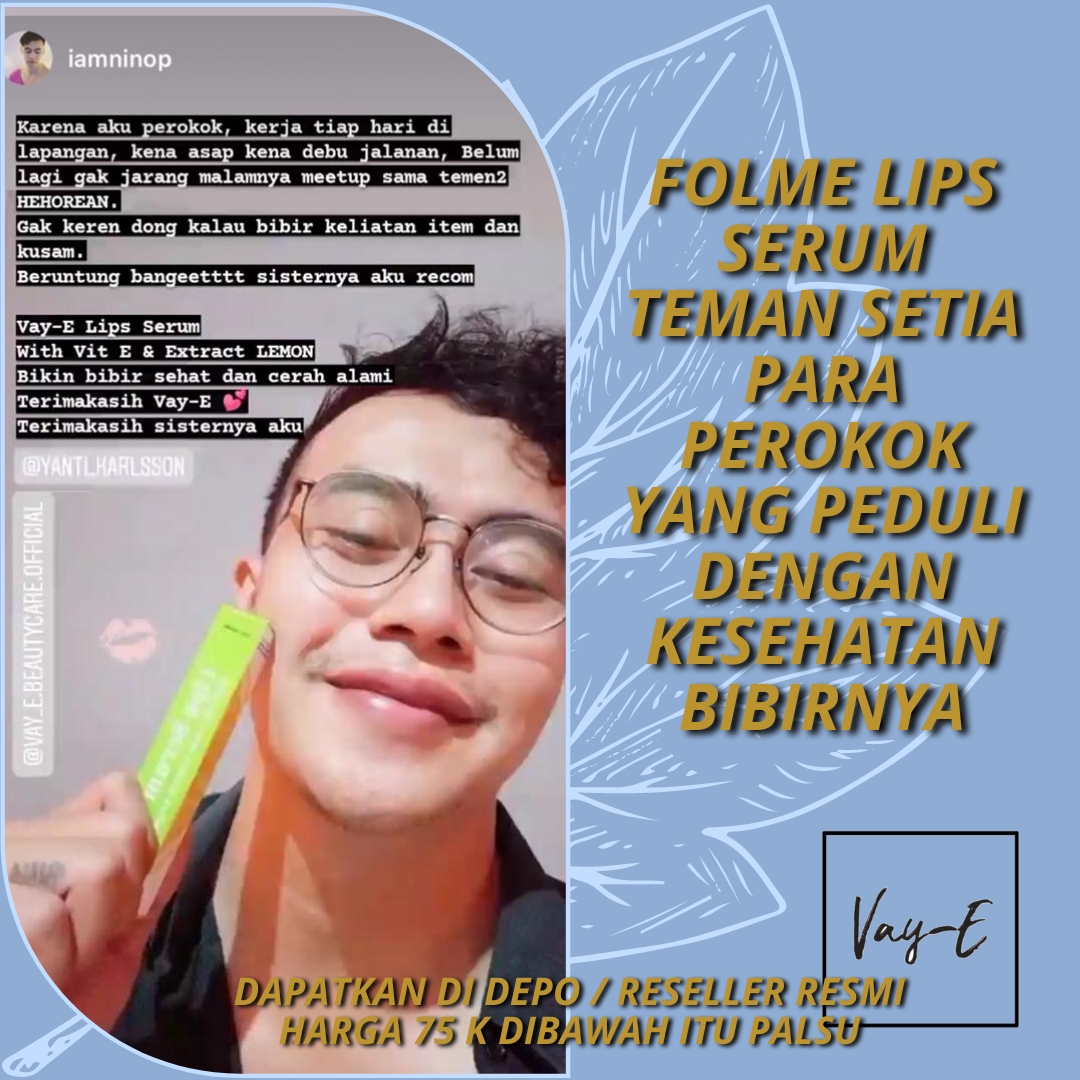 iamninop
Karena aku perokok, kerja tiap hari di
lapangan, kena asap kena debu jalanan, Belum
lagi gak jarang malamnya meetup sama temen2
HEHOREAN.
Gak keren dong kalau bibir keliatan item dan
kusam.
Beruntung bangeetttt sisternya aku recom
Vay-E Lips Serum
With Vit E & Extract LEMON
Bikin bibir sehat dan cerah alami
Terimakasih Vay-E 💕
Terimakasih sisternya aku
@YANTI.KARLSSON
@VAY_E.BEAUTYCARE.OFFICIAL
FOLME LIPS
SERUM
TEMAN SETIA
PARA
PEROKOK
YANG PEDULI
DENGAN
KESEHATAN
BIBIRNYA
Vay-E
DAPATKAN DI DEPO / RESELLER RESMI
HARGA 75 K DIBAWAH ITU PALSU